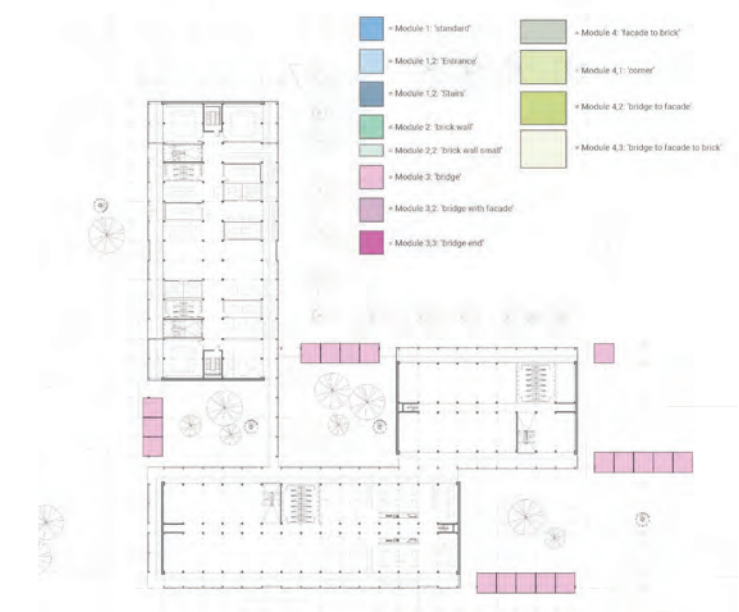 = Module 1: 'standard'
= Module 1,2: 'Entrance'
= Module 1,2: 'Stairs'
= Module 2: 'brick wall'
= Module 2,2: 'brick wall small'
= Module 3: 'bridge'
= Module 3,2: 'bridge with facade'
= Module 3,3: 'bridge end'
= Module 4: 'facade to brick'
= Module 4,1: 'corner'
= Module 4,2: 'bridge to facade'
= Module 4,3: 'bridge to facade to brick'